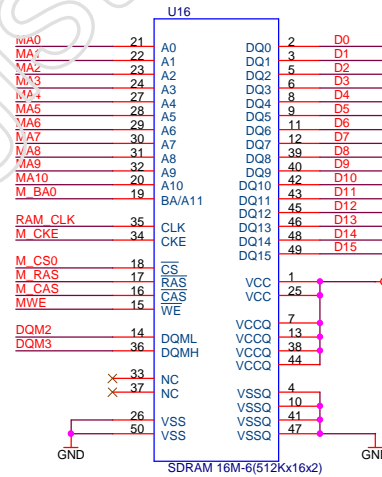 U16
MA0 21 A0 DQ0 2 D0
MA1 22 A1 DQ1 3 D1
MA2 23 A2 DQ2 5 D2
MA3 24 A3 DQ3 6 D3
MA4 27 A4 DQ4 8 D4
MA5 28 A5 DQ5 9 D5
MA6 29 A6 DQ6 11 D6
MA7 30 A7 DQ7 12 D7
MA8 31 A8 DQ8 39 D8
MA9 32 A9 DQ9 40 D9
MA10 20 A10 DQ10 42 D10
M_BA0 19 BA/A11 DQ11 43 D11
DQ12 45 D12
RAM_CLK 35 CLK DQ13 46 D13
M_CKE 34 CKE DQ14 48 D14
DQ15 49 D15
M_CS0 18 CS
M_RAS 17 RAS VCC 1
M_CAS 16 CAS VCC 25
MWE 15 WE
VCCQ 7
DQM2 14 DQML VCCQ 13
DQM3 36 DQMH VCCQ 38
VCCQ 44
33 NC
37 NC VSSQ 4
VSSQ 10
26 VSS VSSQ 41
50 VSS VSSQ 47
GND
GND
SDRAM 16M-6(512Kx16x2)